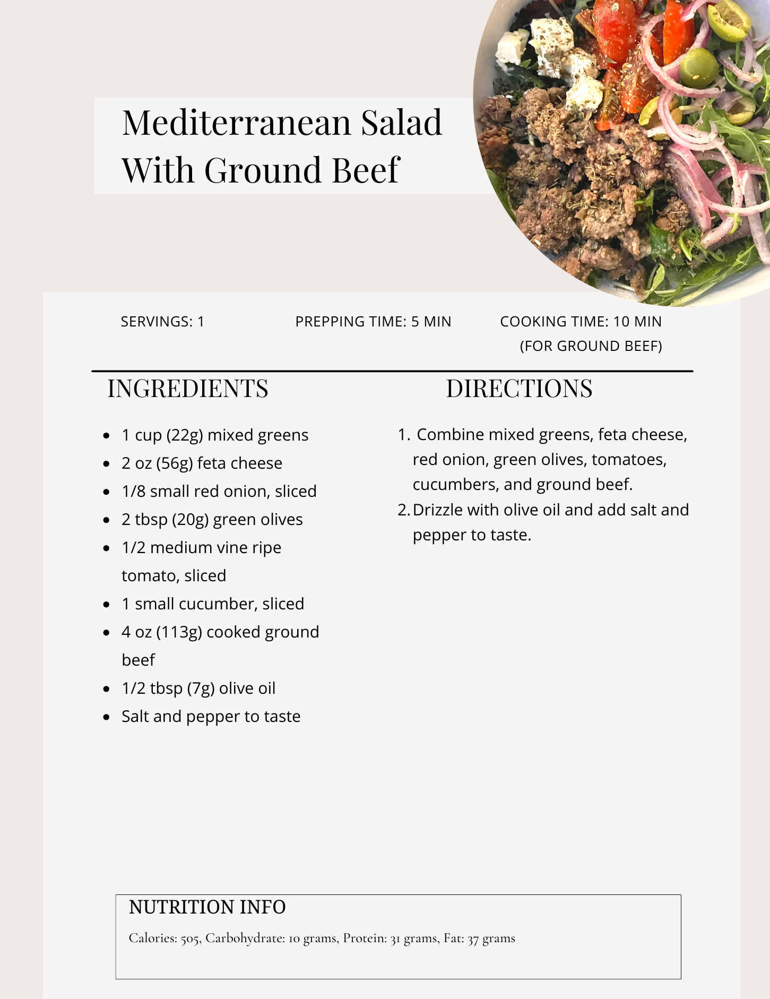 Mediterranean Salad
With Ground Beef
SERVINGS: 1
PREPPING TIME: 5 MIN
COOKING TIME: 10 MIN
(FOR GROUND BEEF)
INGREDIENTS
• 1 cup (22g) mixed greens
• 2 oz (56g) feta cheese
• 1/8 small red onion, sliced
• 2 tbsp (20g) green olives
• 1/2 medium vine ripe
tomato, sliced
• 1 small cucumber, sliced
• 4 oz (113g) cooked ground
beef
• 1/2 tbsp (7g) olive oil
• Salt and pepper to taste
DIRECTIONS
1. Combine mixed greens, feta cheese,
red onion, green olives, tomatoes,
cucumbers, and ground beef.
2. Drizzle with olive oil and add salt and
pepper to taste.
NUTRITION INFO
Calories: 505, Carbohydrate: 10 grams, Protein: 31 grams, Fat: 37 grams